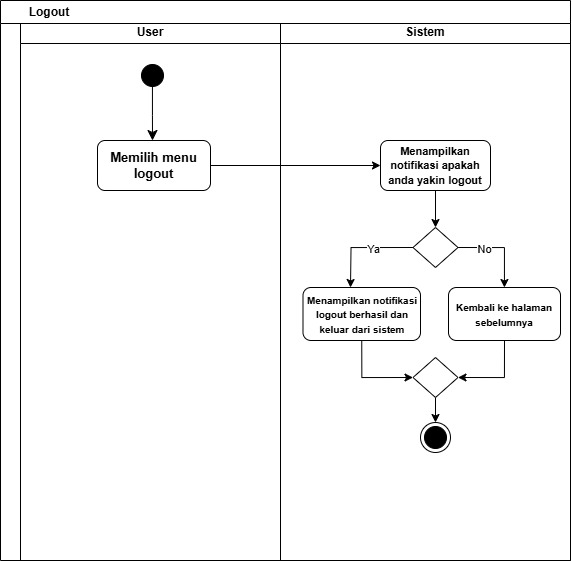 Logout
User
Sistem
Memilih menu
logout
Menampilkan
notifikasi apakah
anda yakin logout
Ya
No
Menampilkan notifikasi
logout berhasil dan
keluar dari sistem
Kembali ke halaman
sebelumnya